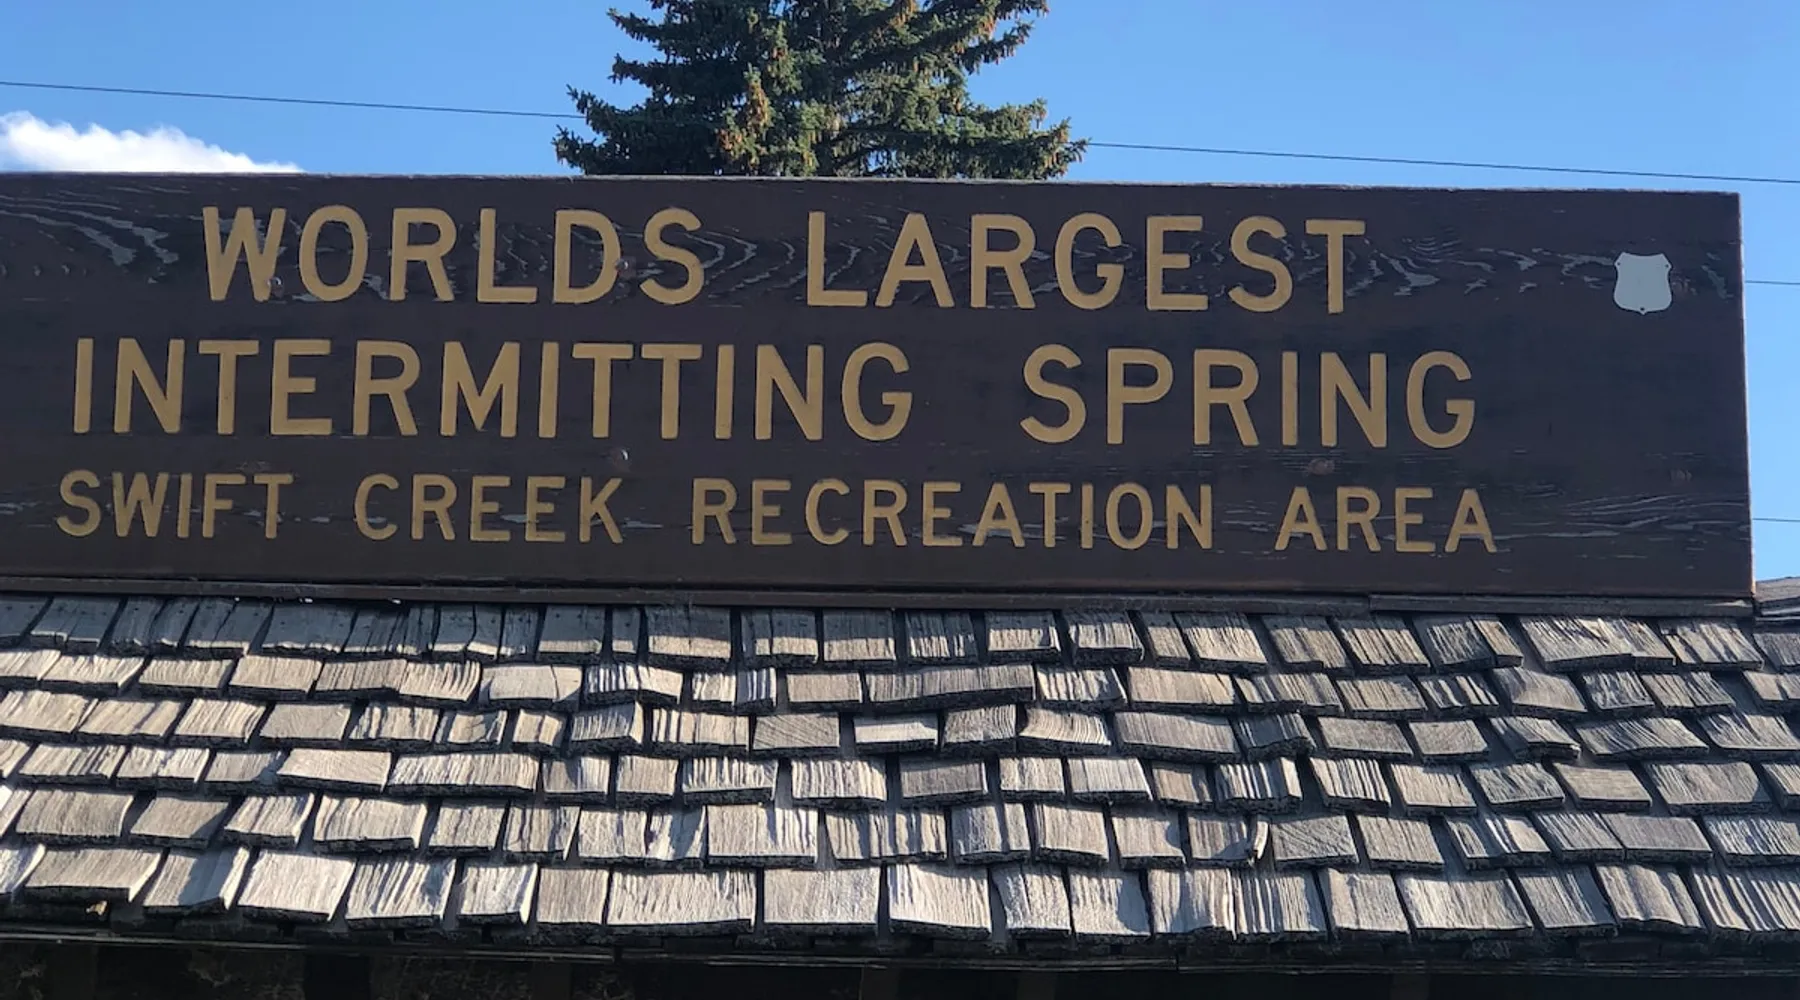 WORLDS LARGEST
INTERMITTING SPRING
SWIFT CREEK RECREATION AREA